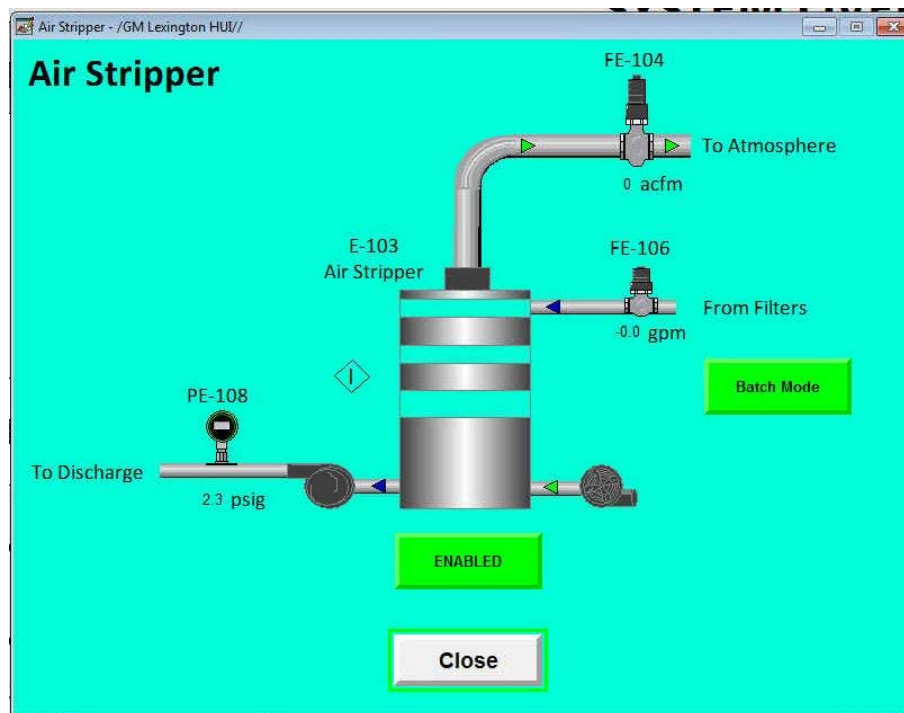 Air Stripper - /GM Lexington HUI//
Air Stripper
FE-104
To Atmosphere
0 acfm
E-103
Air Stripper
FE-106
From Filters
-0.0 gpm
Batch Mode
I
PE-108
To Discharge
2.3 psig
ENABLED
Close